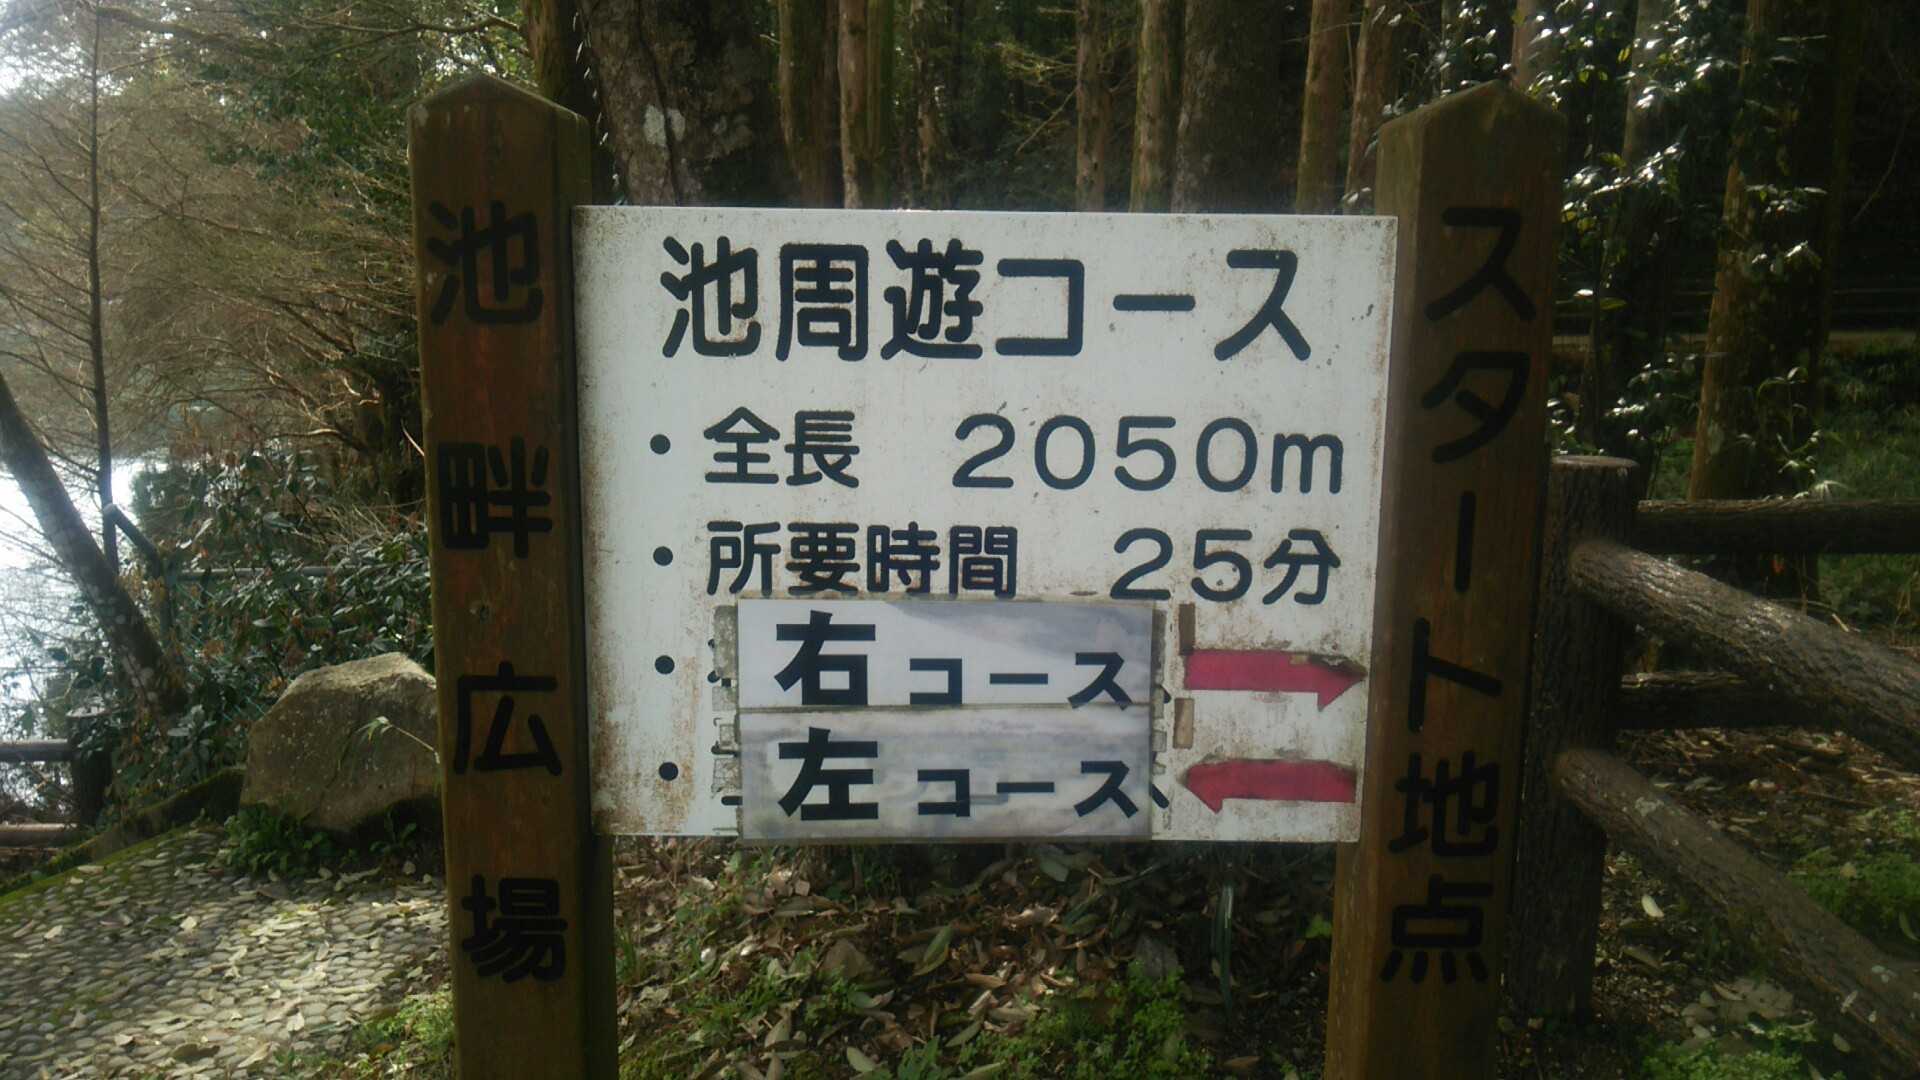 池畔広場
池周遊コース
・全長 2050m
・所要時間 25分
・右コース
・左コース
スタート地点